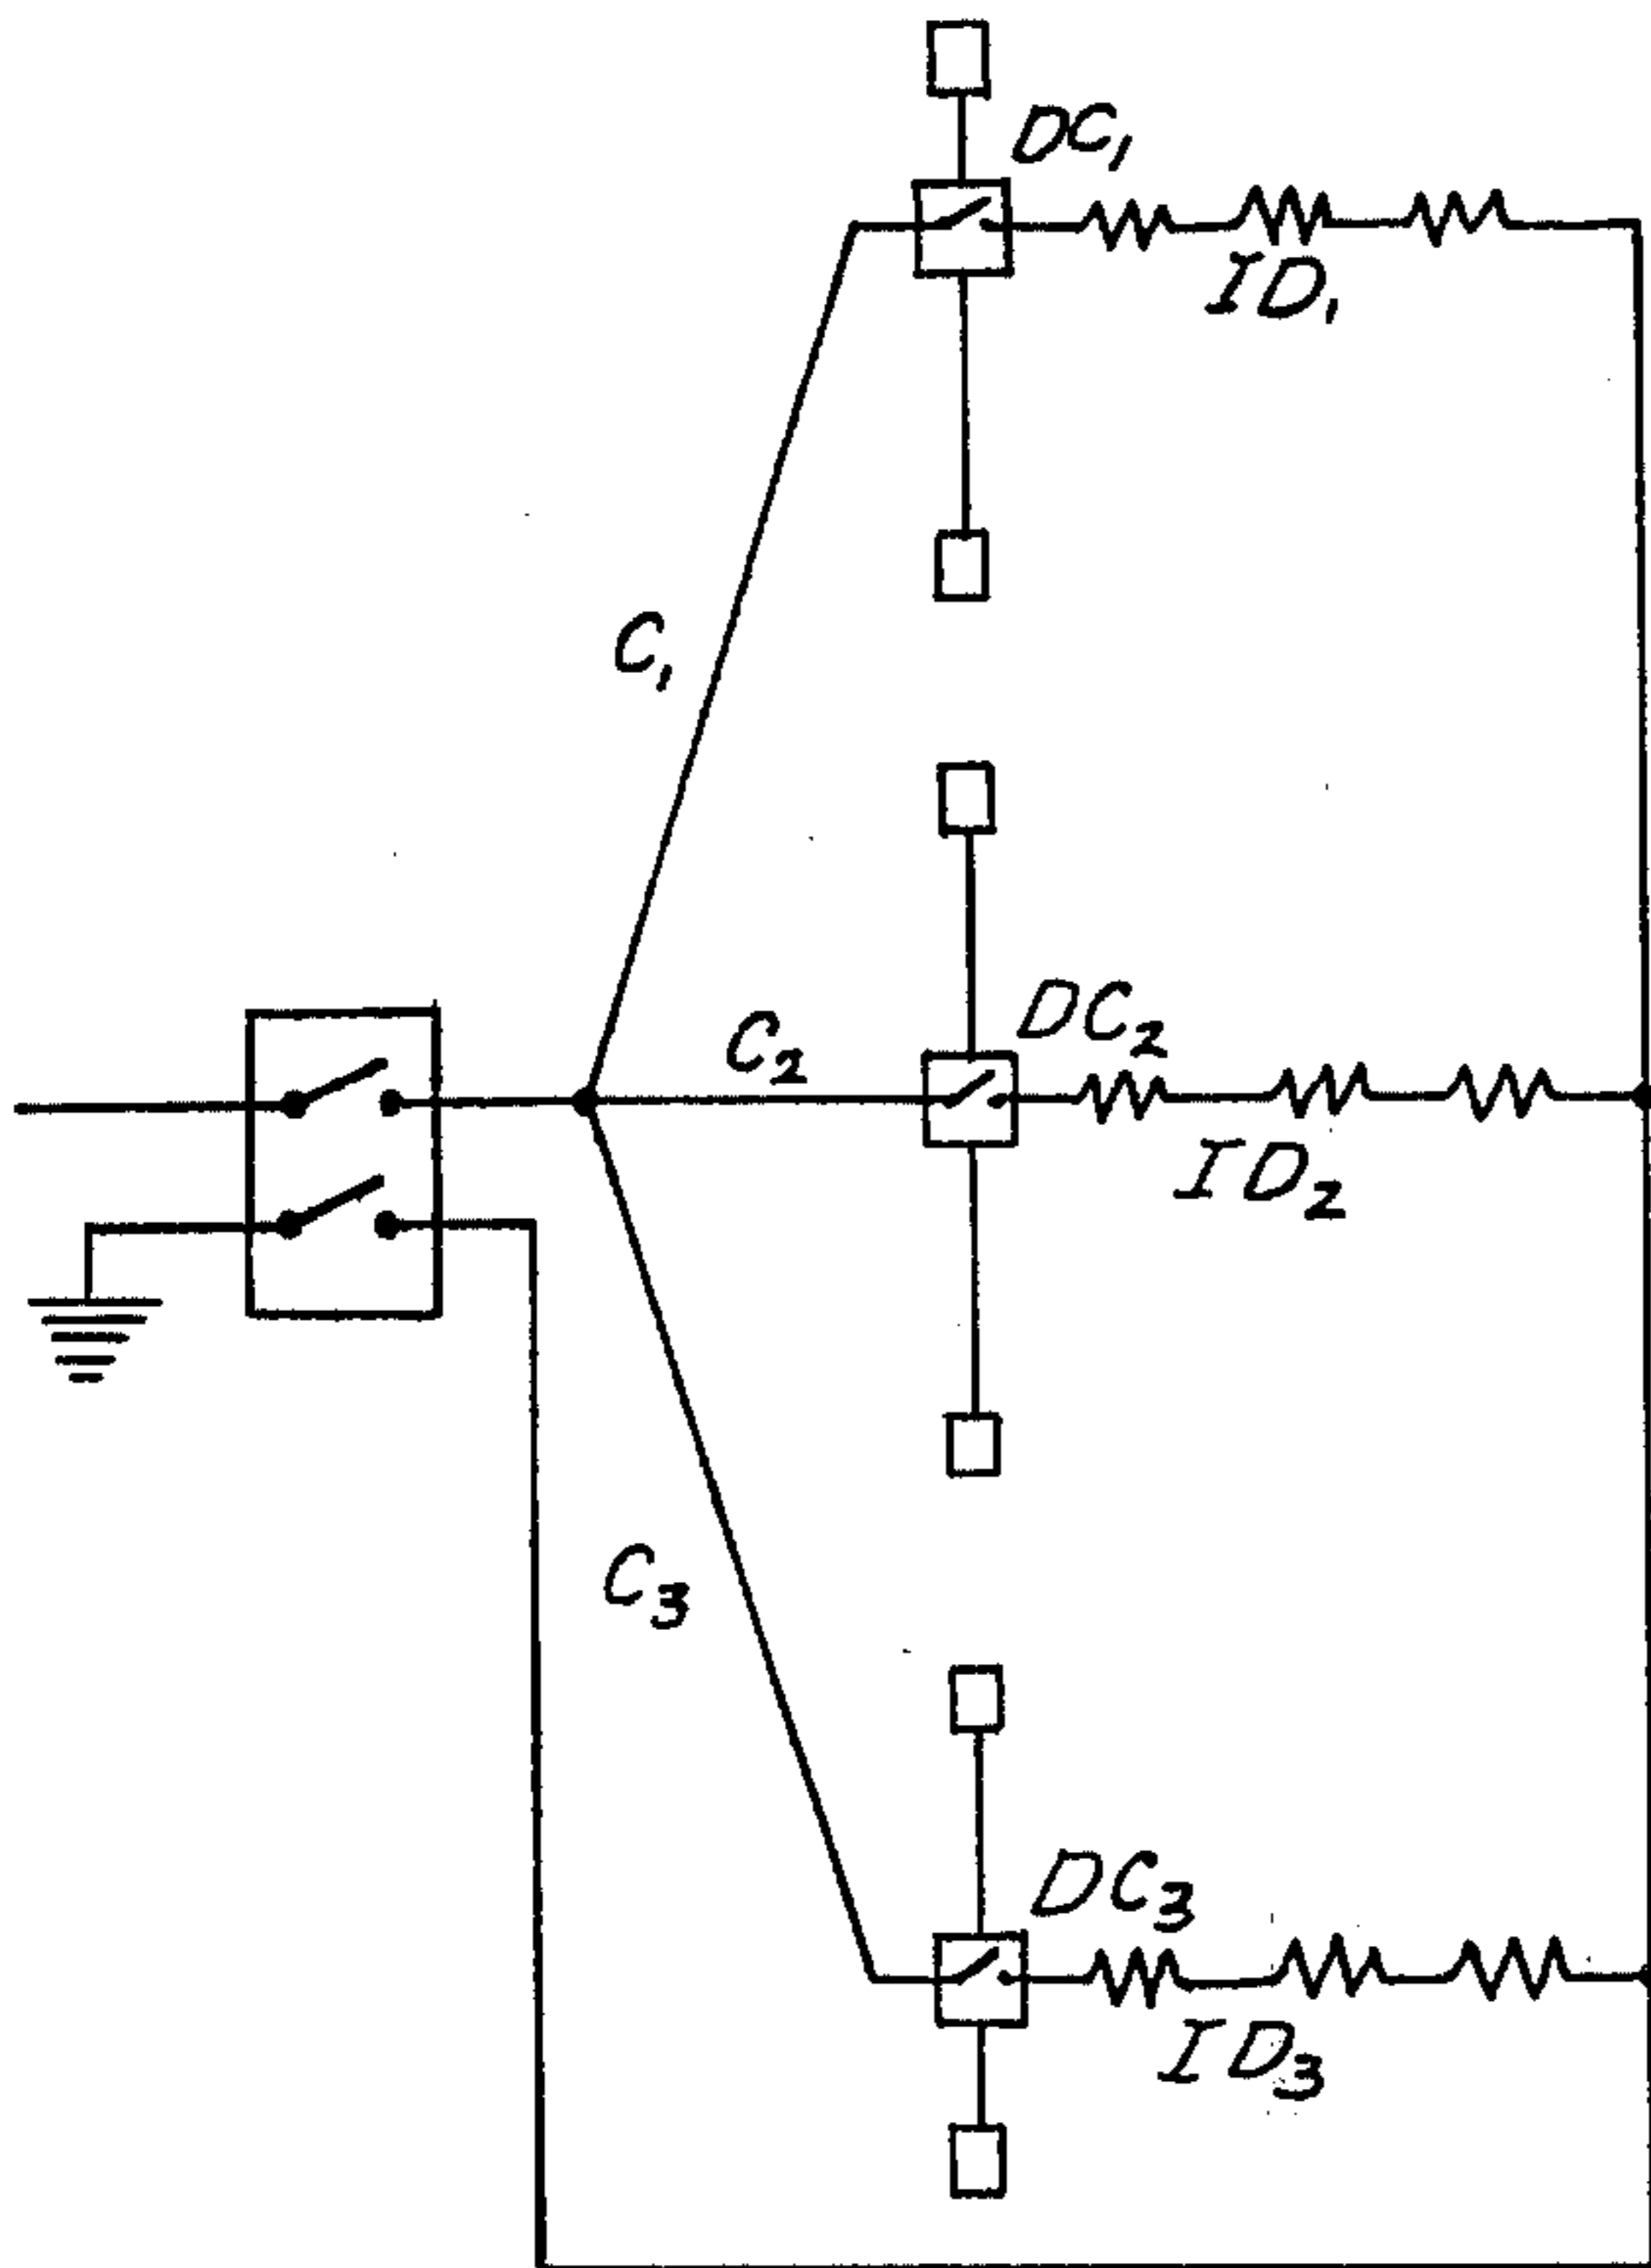 DC₁
ID₁
C₁
DC₂
C₂
ID₂
C₃
DC₃
ID₃